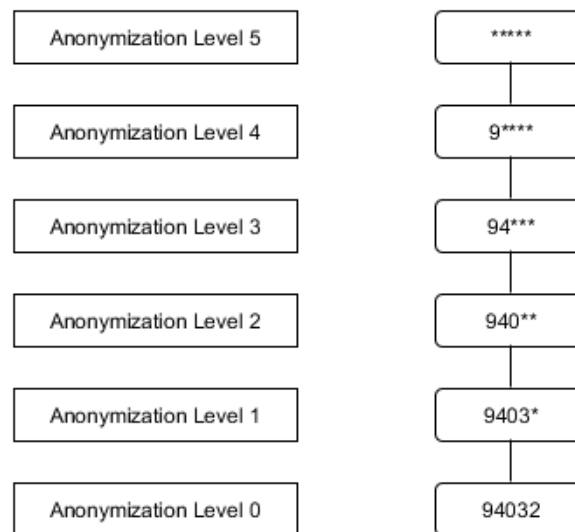 Anonymization Level 5 *****
Anonymization Level 4 9****
Anonymization Level 3 94***
Anonymization Level 2 940**
Anonymization Level 1 9403*
Anonymization Level 0 94032